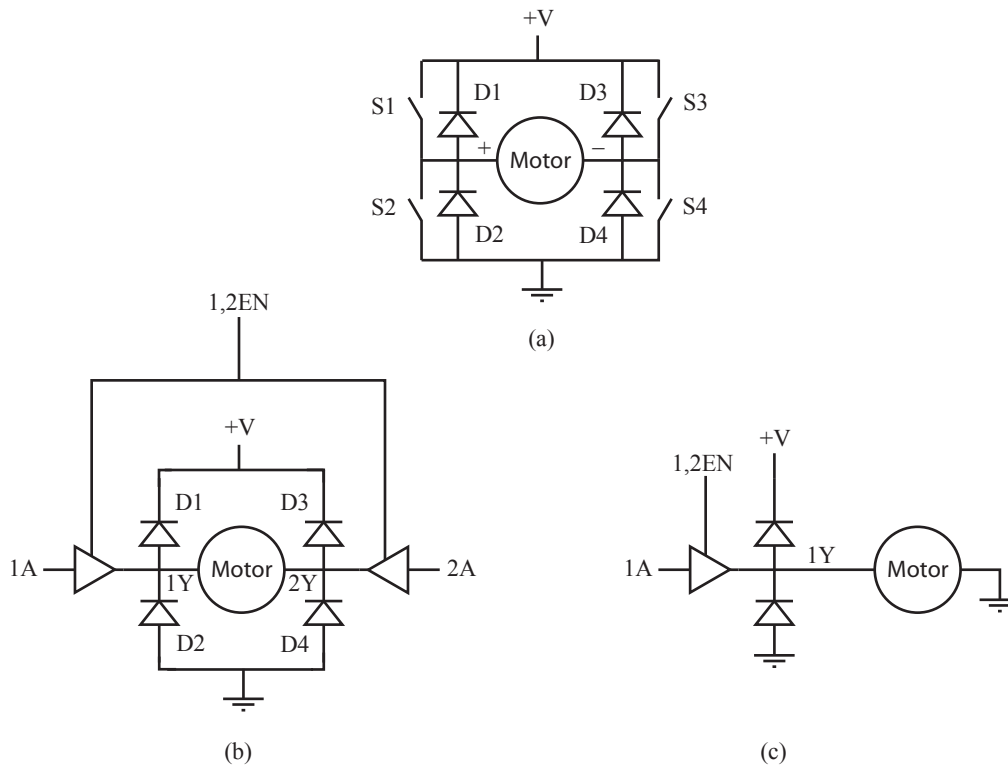 +V
D1 D3
S1 S3
+ Motor −
S2 S4
D2 D4
(a)
1,2EN
+V
D1 D3
1A 1Y Motor 2Y 2A
D2 D4
(b)
+V
1,2EN
1A 1Y Motor
(c)